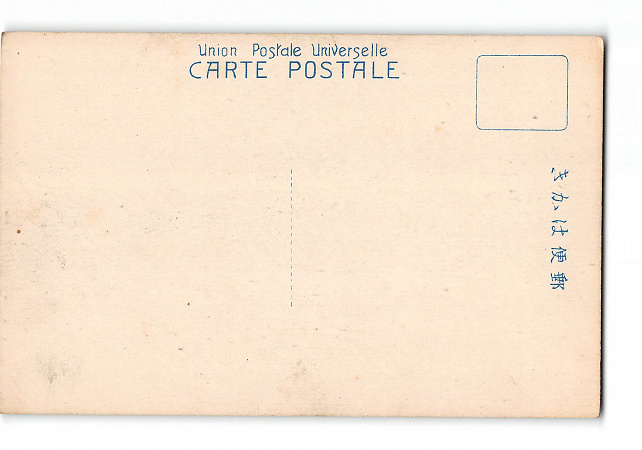 Union Postale Universelle
CARTE POSTALE
きかは便郵